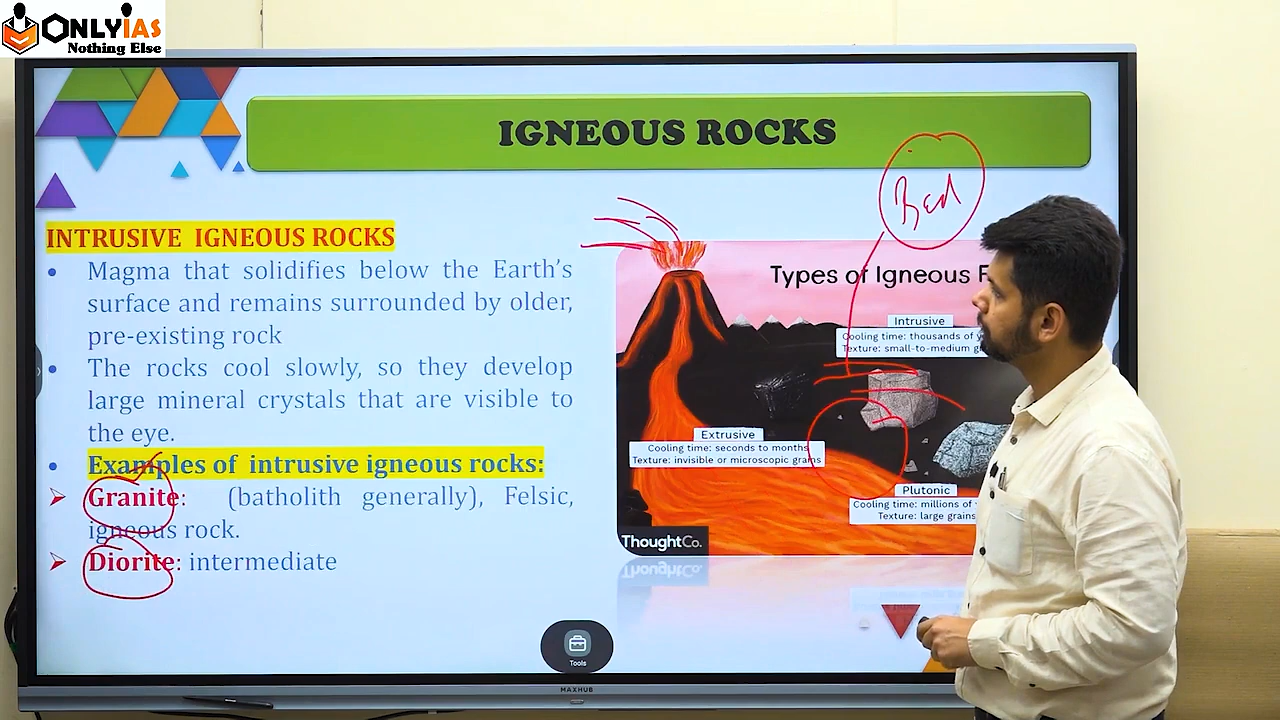 ONLYIAS
Nothing Else
IGNEOUS ROCKS
INTRUSIVE IGNEOUS ROCKS
• Magma that solidifies below the Earth's
surface and remains surrounded by older,
pre-existing rock
• The rocks cool slowly, so they develop
large mineral crystals that are visible to
the eye.
• Examples of intrusive igneous rocks:
➢ Granite: (batholith generally), Felsic,
igneous rock.
➢ Diorite: intermediate
Red
Types of Igneous
Intrusive
Cooling time: thousands of
Texture: small-to-medium
Extrusive
Cooling time: seconds to months
Texture: invisible or microscopic grains
Plutonic
Cooling time: millions of
Texture: large grains
ThoughtCo.
Tools
MAXHUB